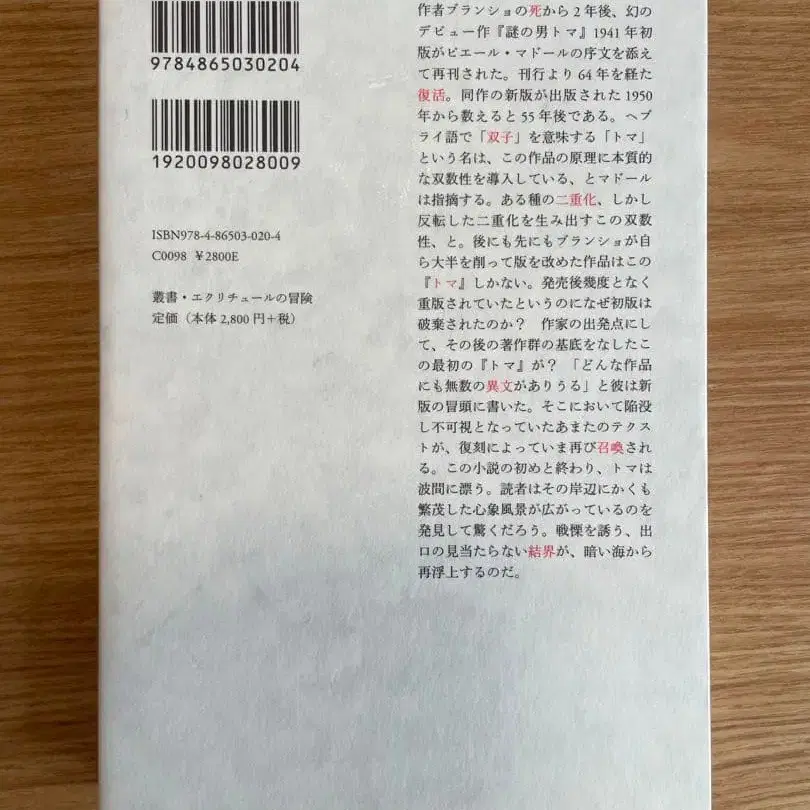 9784865030204
1920098028009
ISBN978-4-86503-020-4
C0098 ¥2800E
叢書・エクリチュールの冒険
定価（本体2,800円＋税）
作者ブランショの死から2年後、幻の
デビュー作『謎の男トマ』1941年初
版がピエール・マドールの序文を添え
て再刊された。刊行より64年を経た
復活。同作の新版が出版された1950
年から数えると55年後である。ヘブ
ライ語で「双子」を意味する「トマ」
という名は、この作品の原理に本質的
な双数性を導入している、とマドール
は指摘する。ある種の二重化、しかし
反転した二重化を生み出すこの双数
性、と。後にも先にもブランショが自
ら大半を削って版を改めた作品はこの
『トマ』しかない。発売後幾度となく
重版されていたというのになぜ初版は
破棄されたのか？　作家の出発点にし
て、その後の著作群の基底をなしたこ
の最初の『トマ』が？「どんな作品
にも無数の異文がありうる」と彼は新
版の冒頭に書いた。そこにおいて陥没
し不可視となっていたあまたのテクス
トが、復刻によっていま再び召喚され
る。この小説の初めと終わり、トマは
波間に漂う。読者はその岸辺にかくも
繁茂した心象風景が広がっているのを
発見して驚くだろう。戦慄を誘う、出
口の見当たらない結界が、暗い海から
再浮上するのだ。